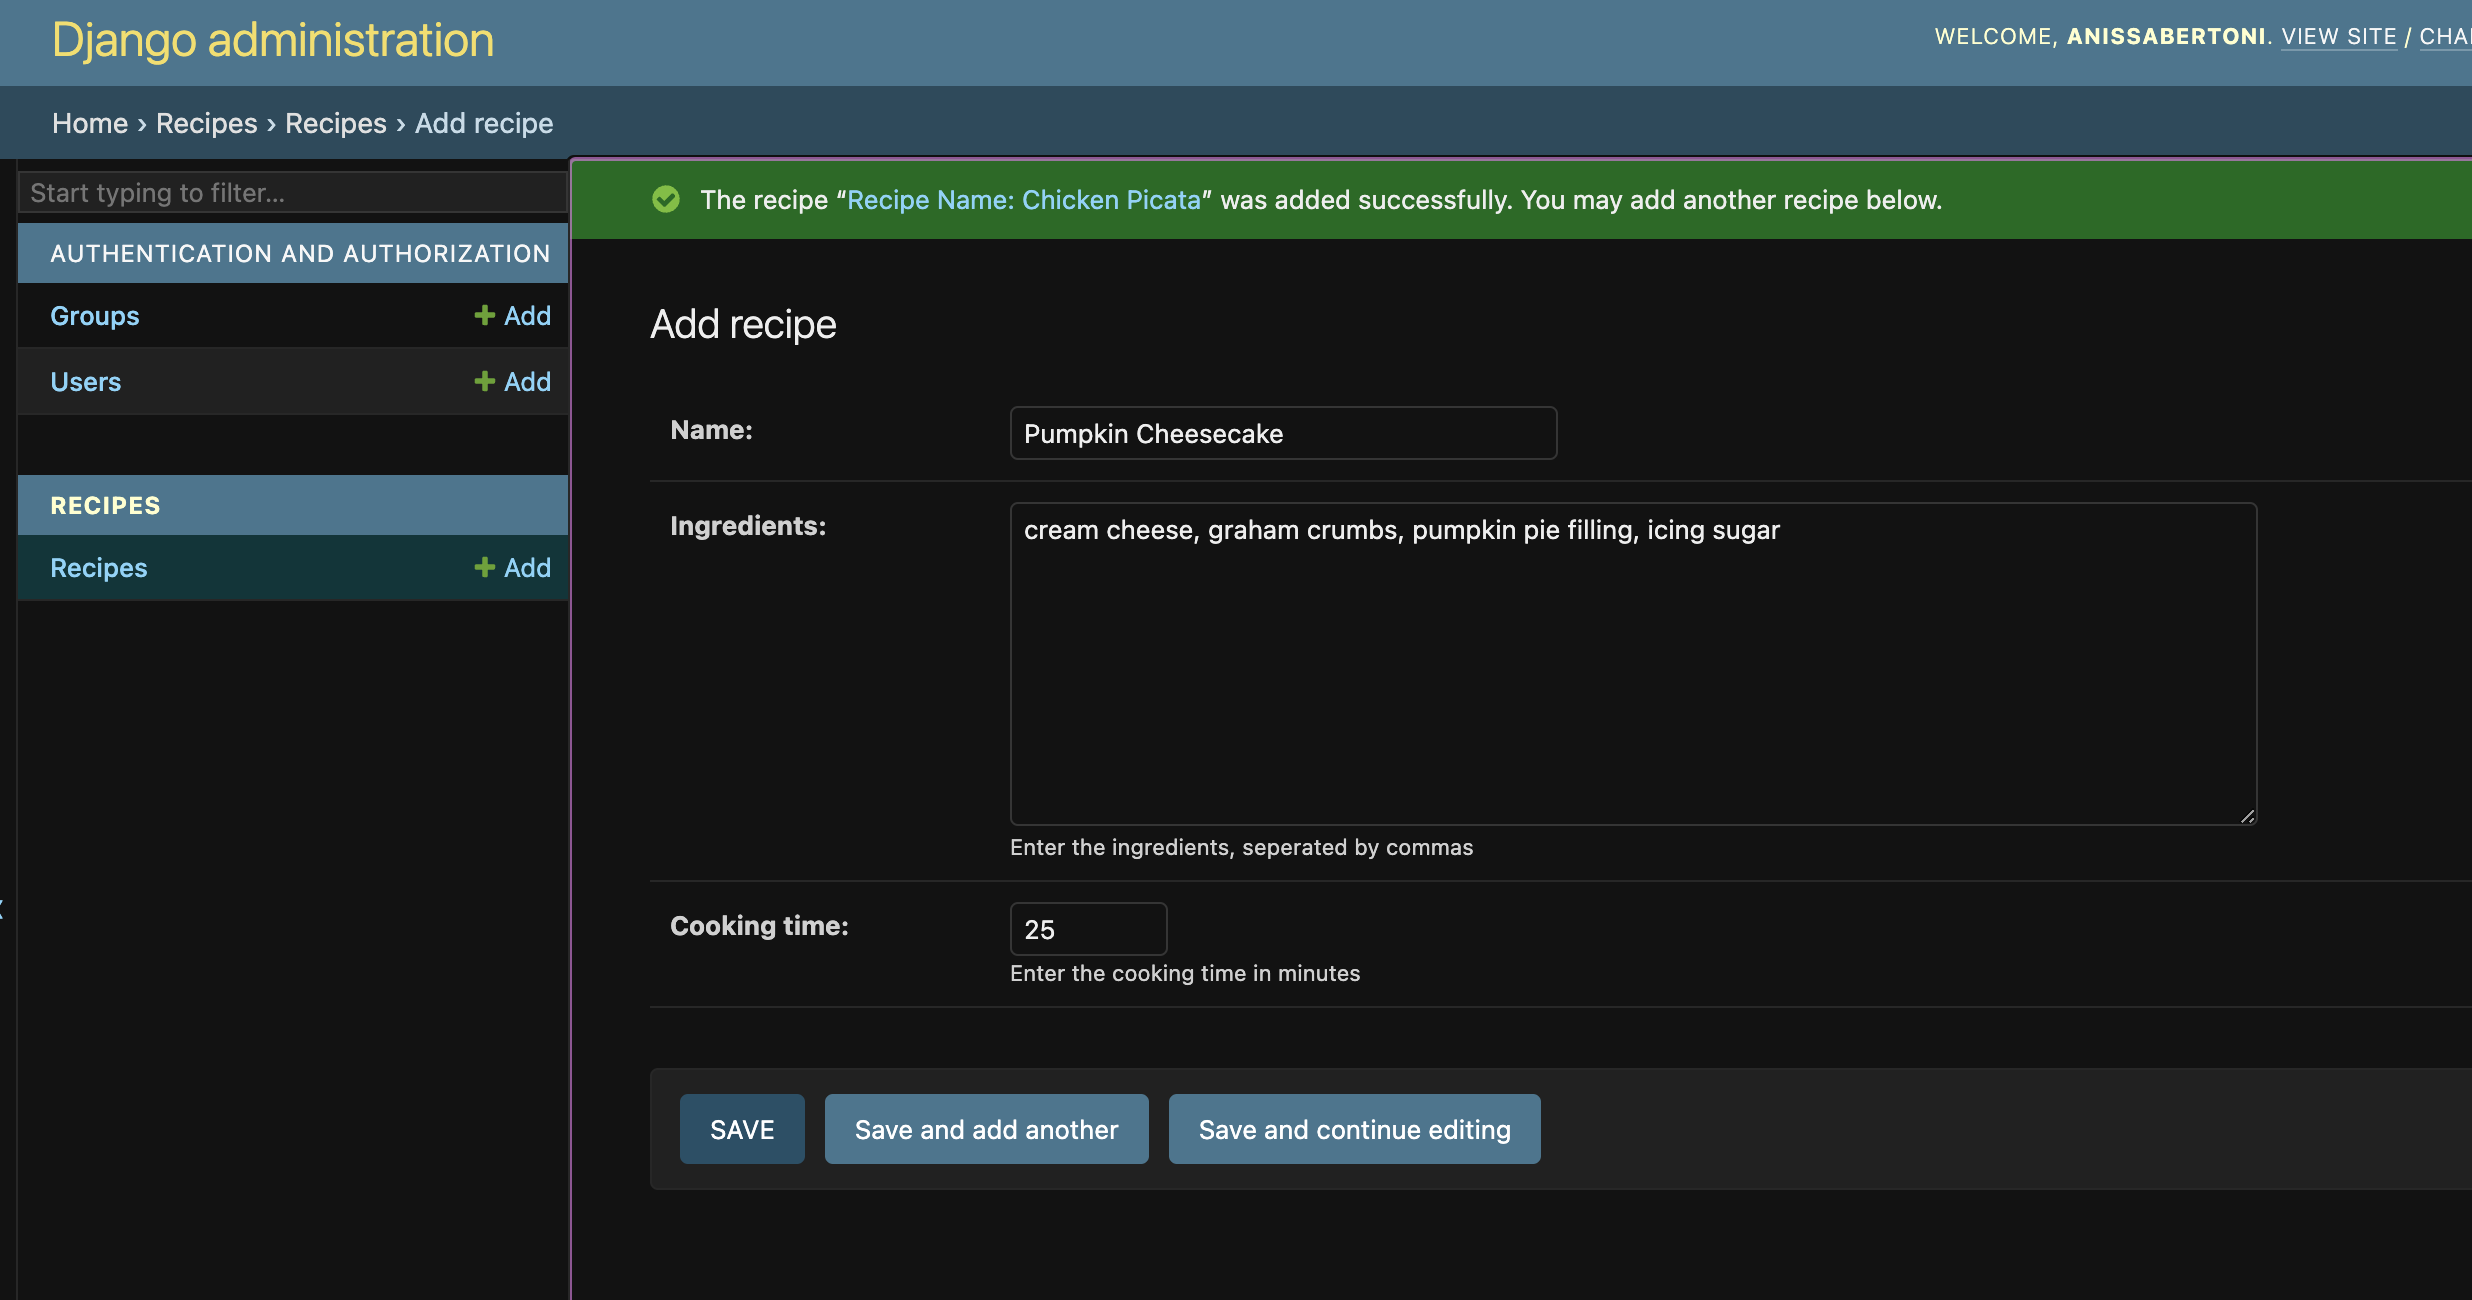 Django administration
WELCOME, ANISSABERTONI. VIEW SITE /
Home › Recipes › Recipes › Add recipe
Start typing to filter...
AUTHENTICATION AND AUTHORIZATION
Groups + Add
Users + Add
RECIPES
Recipes + Add
The recipe “Recipe Name: Chicken Picata” was added successfully. You may add another recipe below.
Add recipe
Name: Pumpkin Cheesecake
Ingredients: cream cheese, graham crumbs, pumpkin pie filling, icing sugar
Enter the ingredients, seperated by commas
Cooking time: 25
Enter the cooking time in minutes
SAVE Save and add another Save and continue editing